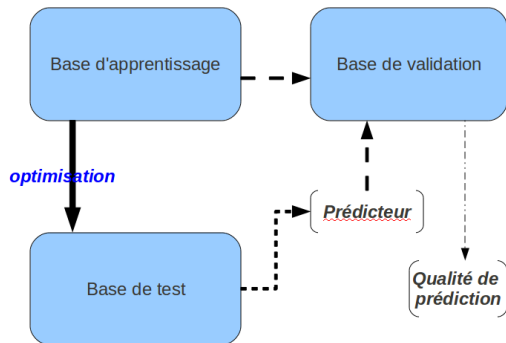 Base d'apprentissage
Base de validation
optimisation
Prédicteur
Base de test
Qualité de
prédiction